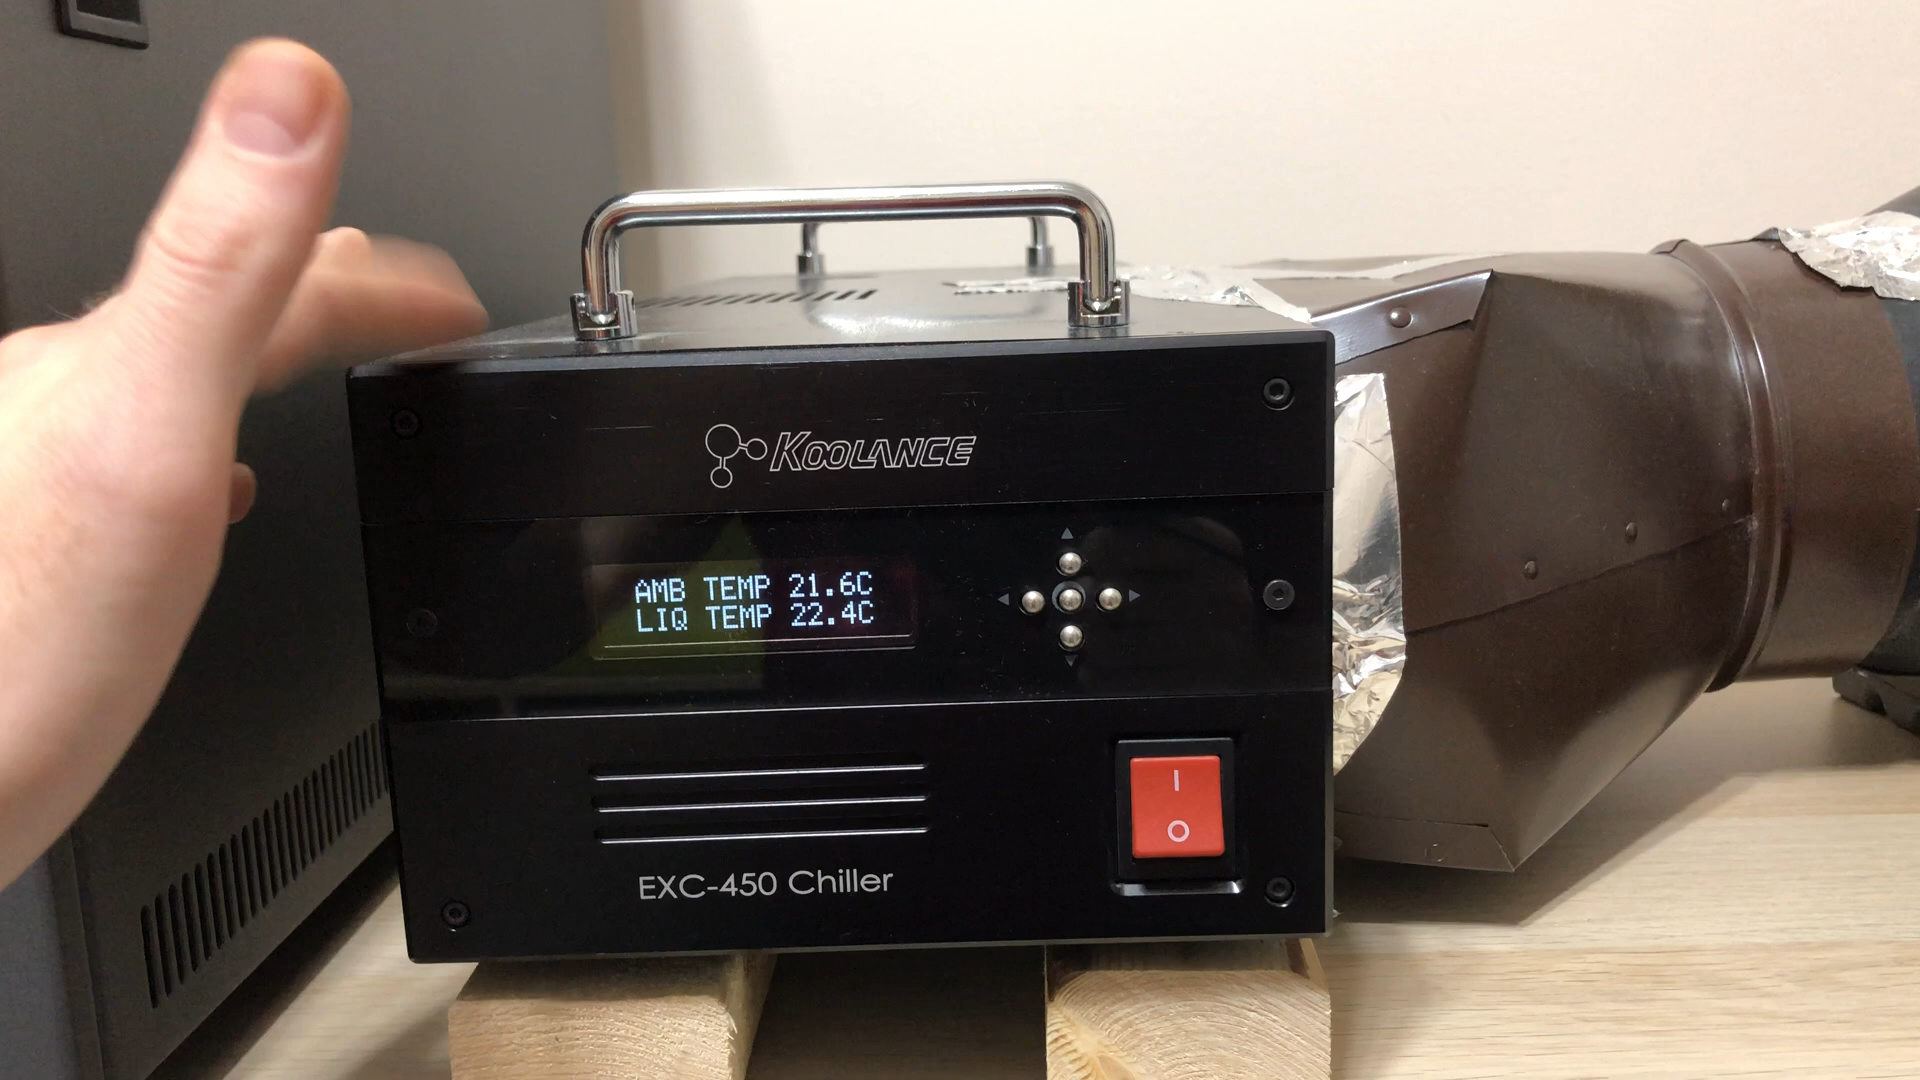 KOOLANCE
AMB TEMP 21.6C
LIQ TEMP 22.4C
I
O
EXC-450 Chiller